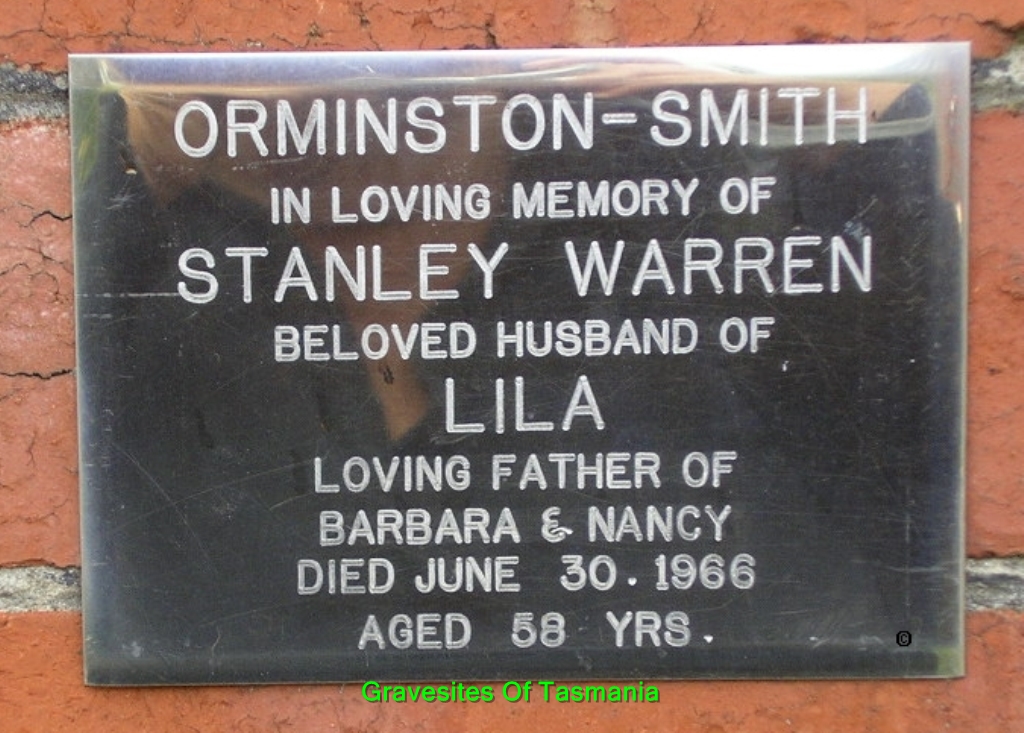 ORMINSTON-SMITH
IN LOVING MEMORY OF
STANLEY WARREN
BELOVED HUSBAND OF
LILA
LOVING FATHER OF
BARBARA & NANCY
DIED JUNE 30. 1966
AGED 58 YRS.
©
Gravesites Of Tasmania